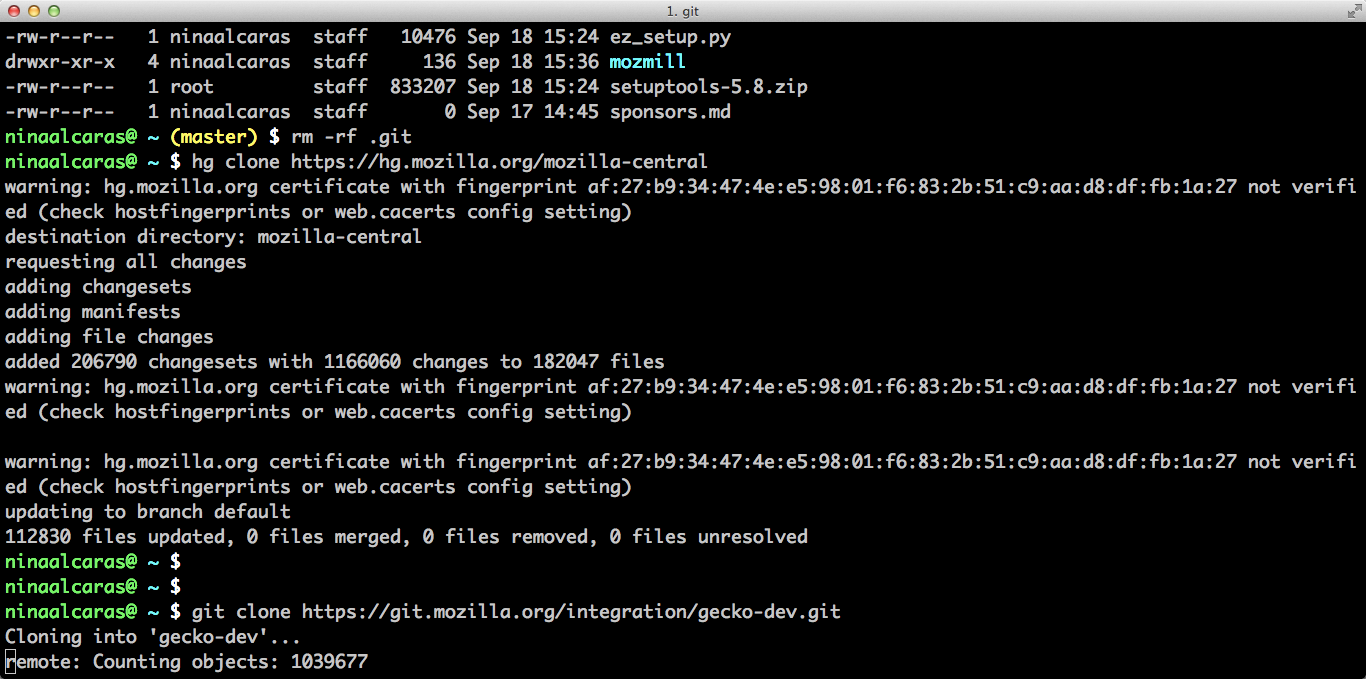 1. git
-rw-r--r--   1 ninaalcaras  staff   10476 Sep 18 15:24 ez_setup.py
drwxr-xr-x   4 ninaalcaras  staff     136 Sep 18 15:36 mozmill
-rw-r--r--   1 root         staff  833207 Sep 18 15:24 setuptools-5.8.zip
-rw-r--r--   1 ninaalcaras  staff       0 Sep 17 14:45 sponsors.md
ninaalcaras@ ~ (master) $ rm -rf .git
ninaalcaras@ ~ $ hg clone https://hg.mozilla.org/mozilla-central
warning: hg.mozilla.org certificate with fingerprint af:27:b9:34:47:4e:e5:98:01:f6:83:2b:51:c9:aa:d8:df:fb:1a:27 not verifi
ed (check hostfingerprints or web.cacerts config setting)
destination directory: mozilla-central
requesting all changes
adding changesets
adding manifests
adding file changes
added 206790 changesets with 1166060 changes to 182047 files
warning: hg.mozilla.org certificate with fingerprint af:27:b9:34:47:4e:e5:98:01:f6:83:2b:51:c9:aa:d8:df:fb:1a:27 not verifi
ed (check hostfingerprints or web.cacerts config setting)
warning: hg.mozilla.org certificate with fingerprint af:27:b9:34:47:4e:e5:98:01:f6:83:2b:51:c9:aa:d8:df:fb:1a:27 not verifi
ed (check hostfingerprints or web.cacerts config setting)
updating to branch default
112830 files updated, 0 files merged, 0 files removed, 0 files unresolved
ninaalcaras@ ~ $
ninaalcaras@ ~ $
ninaalcaras@ ~ $ git clone https://git.mozilla.org/integration/gecko-dev.git
Cloning into 'gecko-dev'...
remote: Counting objects: 1039677